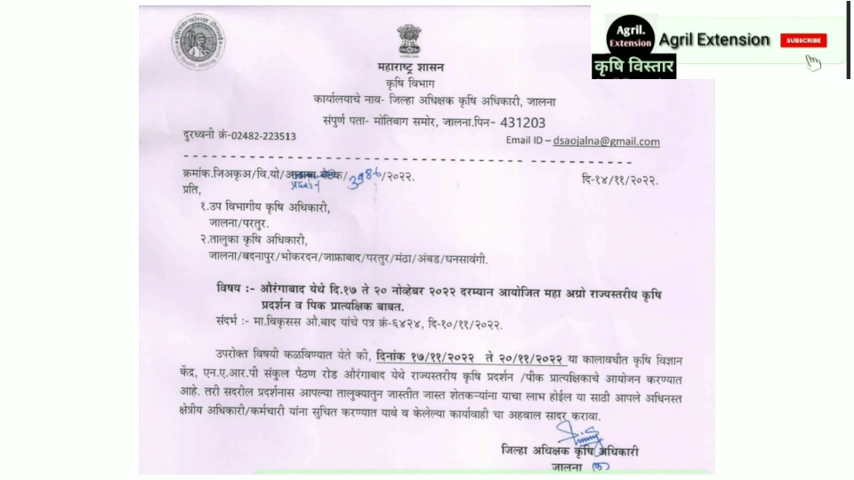 Agril. Extension
Agril Extension
SUBSCRIBE
कृषि विस्तार
महाराष्ट्र शासन
कृषि विभाग
कार्यालयाचे नाव- जिल्हा अधिक्षक कृषि अधिकारी, जालना
संपुर्ण पता- मोतिबाग समोर, जालना.पिन- 431203
दुरध्वनी क्रं-02482-223513
Email ID – dsaojalna@gmail.com
क्रमांक.जिअकृअ/वि.यो/ /२०२२.
दि-१४/११/२०२२.
प्रति,
१.उप विभागीय कृषि अधिकारी,
जालना/परतुर.
२.तालुका कृषि अधिकारी,
जालना/बदनापुर/भोकरदन/जाफ्राबाद/परतुर/मंठा/अंबड/घनसावंगी.
विषय :- औरंगाबाद येथे दि.१७ ते २० नोव्हेंबर २०२२ दरम्यान आयोजित महा अग्रो राज्यस्तरीय कृषि
प्रदर्शन व पिक प्रात्यक्षिक बाबत.
संदर्भ :- मा.विकृससं औ.बाद यांचे पत्र क्रं-६४२४, दि-१०/११/२०२२.
उपरोक्त विषयी कळविण्यात येते की, दिनांक १७/११/२०२२ ते २०/११/२०२२ या कालावधीत कृषि विज्ञान
केंद्र, एन.ए.आर.पी संकुल पैठण रोड औरंगाबाद येथे राज्यस्तरीय कृषि प्रदर्शन /पीक प्रात्यक्षिकाचे आयोजन करण्यात
आहे. तरी सदरील प्रदर्शनास आपल्या तालुक्यातुन जास्तीत जास्त शेतकऱ्यांना याचा लाभ होईल या साठी आपले अधिनस्त
क्षेत्रीय अधिकारी/कर्मचारी यांना सुचित करण्यात यावे व केलेल्या कार्यवाही चा अहवाल सादर करावा.
जिल्हा अधिक्षक कृषि अधिकारी
जालना